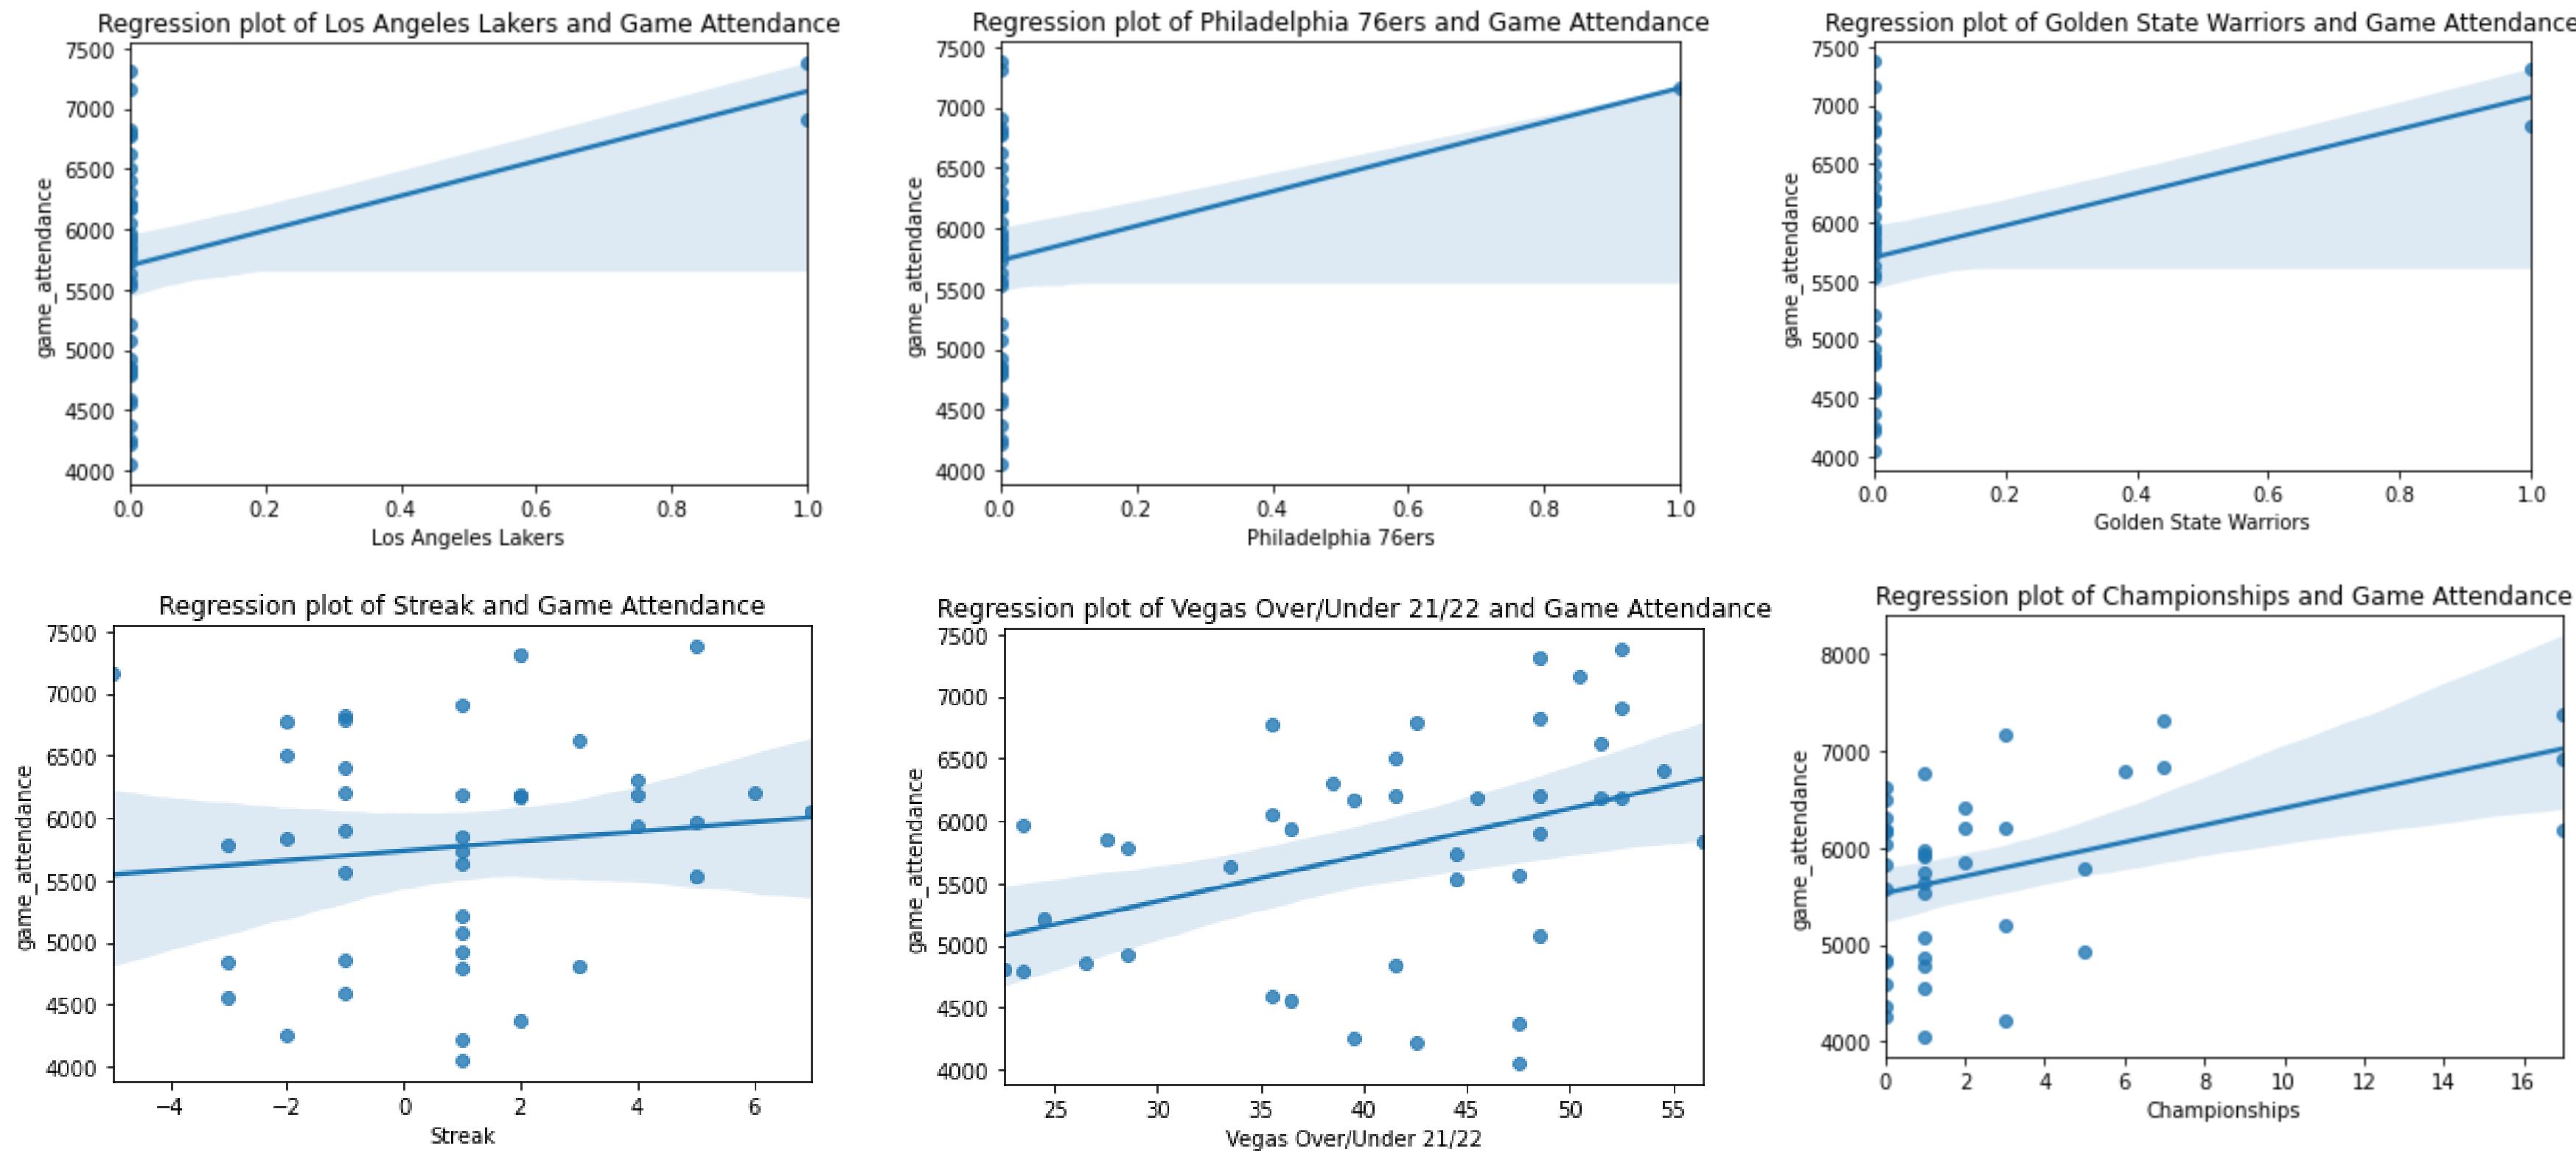 Regression plot of Los Angeles Lakers and Game Attendance
game_attendance
7500
7000
6500
6000
5500
5000
4500
4000
0.0 0.2 0.4 0.6 0.8 1.0
Los Angeles Lakers
Regression plot of Philadelphia 76ers and Game Attendance
game_attendance
7500
7000
6500
6000
5500
5000
4500
4000
0.0 0.2 0.4 0.6 0.8 1.0
Philadelphia 76ers
Regression plot of Golden State Warriors and Game Attendance
game_attendance
7500
7000
6500
6000
5500
5000
4500
4000
0.0 0.2 0.4 0.6 0.8 1.0
Golden State Warriors
Regression plot of Streak and Game Attendance
game_attendance
7500
7000
6500
6000
5500
5000
4500
4000
−4 −2 0 2 4 6
Streak
Regression plot of Vegas Over/Under 21/22 and Game Attendance
game_attendance
7500
7000
6500
6000
5500
5000
4500
4000
25 30 35 40 45 50 55
Vegas Over/Under 21/22
Regression plot of Championships and Game Attendance
game_attendance
8000
7000
6000
5000
4000
0 2 4 6 8 10 12 14 16
Championships